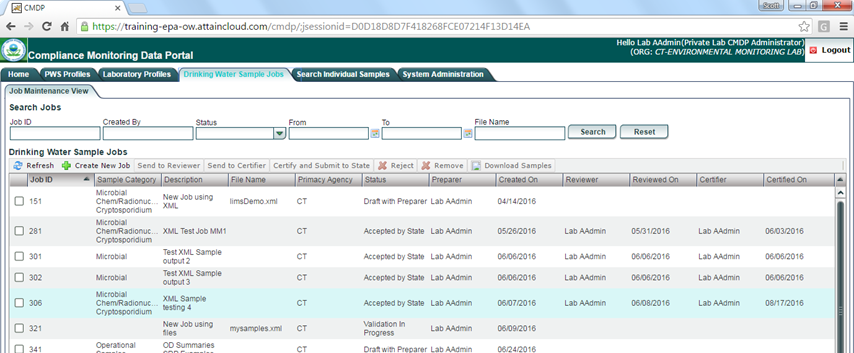 CMDP
Scott
https://training-epa-ow.attaincloud.com/cmdp/;jsessionid=D0D18D8D7F418268FCE07214F13D14EA
Compliance Monitoring Data Portal
Hello Lab AAdmin(Private Lab CMDP Administrator)
(ORG: CT-ENVIRONMENTAL MONITORING LAB)
Logout
Home PWS Profiles Laboratory Profiles Drinking Water Sample Jobs Search Individual Samples System Administration
Job Maintenance View
Search Jobs
Job ID Created By Status From To File Name
Search Reset
Drinking Water Sample Jobs
Refresh Create New Job Send to Reviewer Send to Certifier Certify and Submit to State Reject Remove Download Samples
Job ID Sample Category Description File Name Primacy Agency Status Preparer Created On Reviewer Reviewed On Certifier Certified On
Microbial
Chem/Radionuc...
Cryptosporidium
151 New Job using
XML limsDemo.xml CT Draft with Preparer Lab AAdmin 04/14/2016
Microbial
Chem/Radionuc...
Cryptosporidium
281 XML Test Job MM1 CT Accepted by State Lab AAdmin 05/26/2016 Lab AAdmin 05/31/2016 Lab AAdmin 06/03/2016
301 Microbial Test XML Sample
output 2 CT Accepted by State Lab AAdmin 06/06/2016 Lab AAdmin 06/06/2016 Lab AAdmin 06/06/2016
302 Microbial Test XML Sample
output 3 CT Accepted by State Lab AAdmin 06/06/2016 Lab AAdmin 06/06/2016 Lab AAdmin 06/06/2016
Microbial
Chem/Radionuc...
Cryptosporidium
306 XML Sample
testing 4 CT Accepted by State Lab AAdmin 06/07/2016 Lab AAdmin 06/08/2016 Lab AAdmin 08/17/2016
321 New Job using
files mysamples.xml CT Validation In
Progress Lab AAdmin 06/09/2016
341 Operational
OD Summaries
CT Draft with Preparer Lab AAdmin 06/24/2016